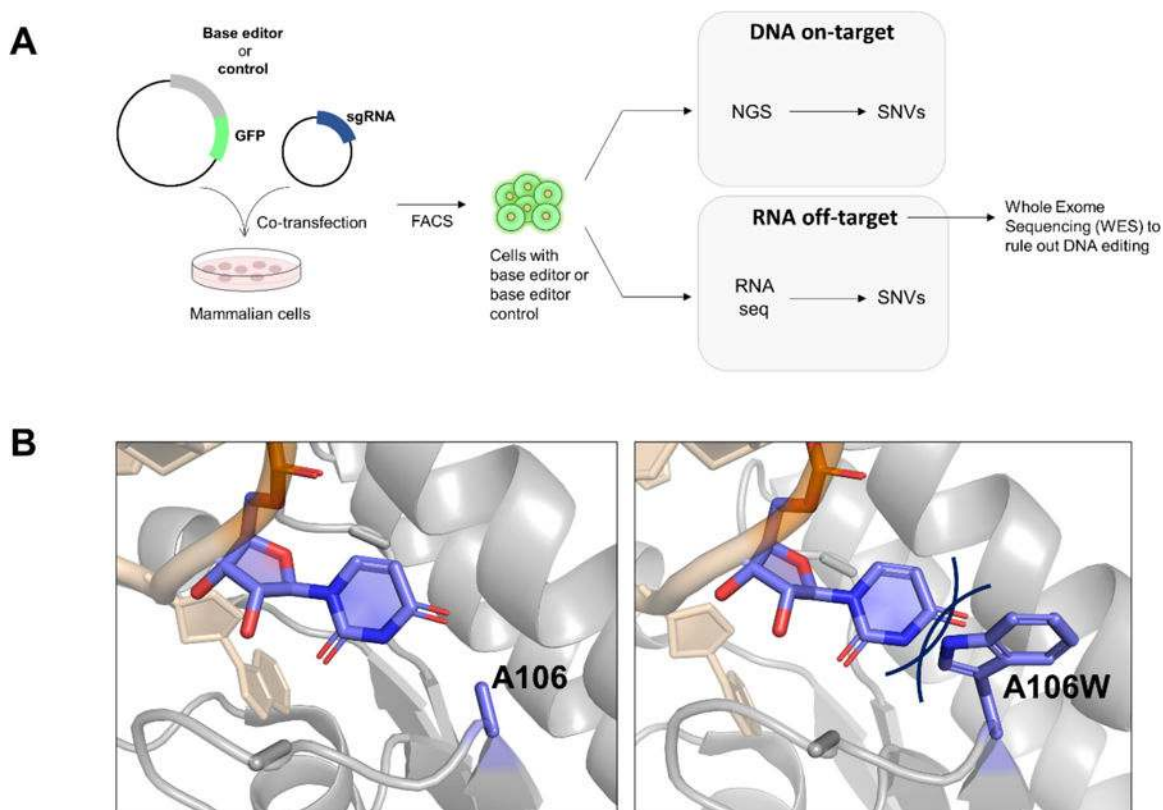 A
Base editor
or
control
GFP
sgRNA
Co-transfection
Mammalian cells
FACS
Cells with
base editor or
base editor
control
DNA on-target
NGS
SNVs
RNA off-target
RNA
seq
SNVs
Whole Exome
Sequencing (WES) to
rule out DNA editing
B
A106
A106W